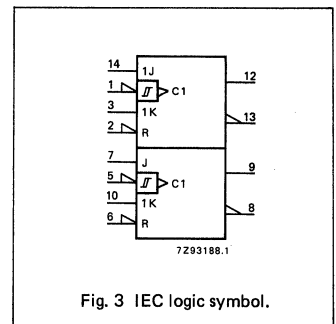 14 1J 12
1 C1
3 1K 13
2 R
7 J 9
5 C1
10 1K 8
6 R
7Z93188.1
Fig. 3 IEC logic symbol.